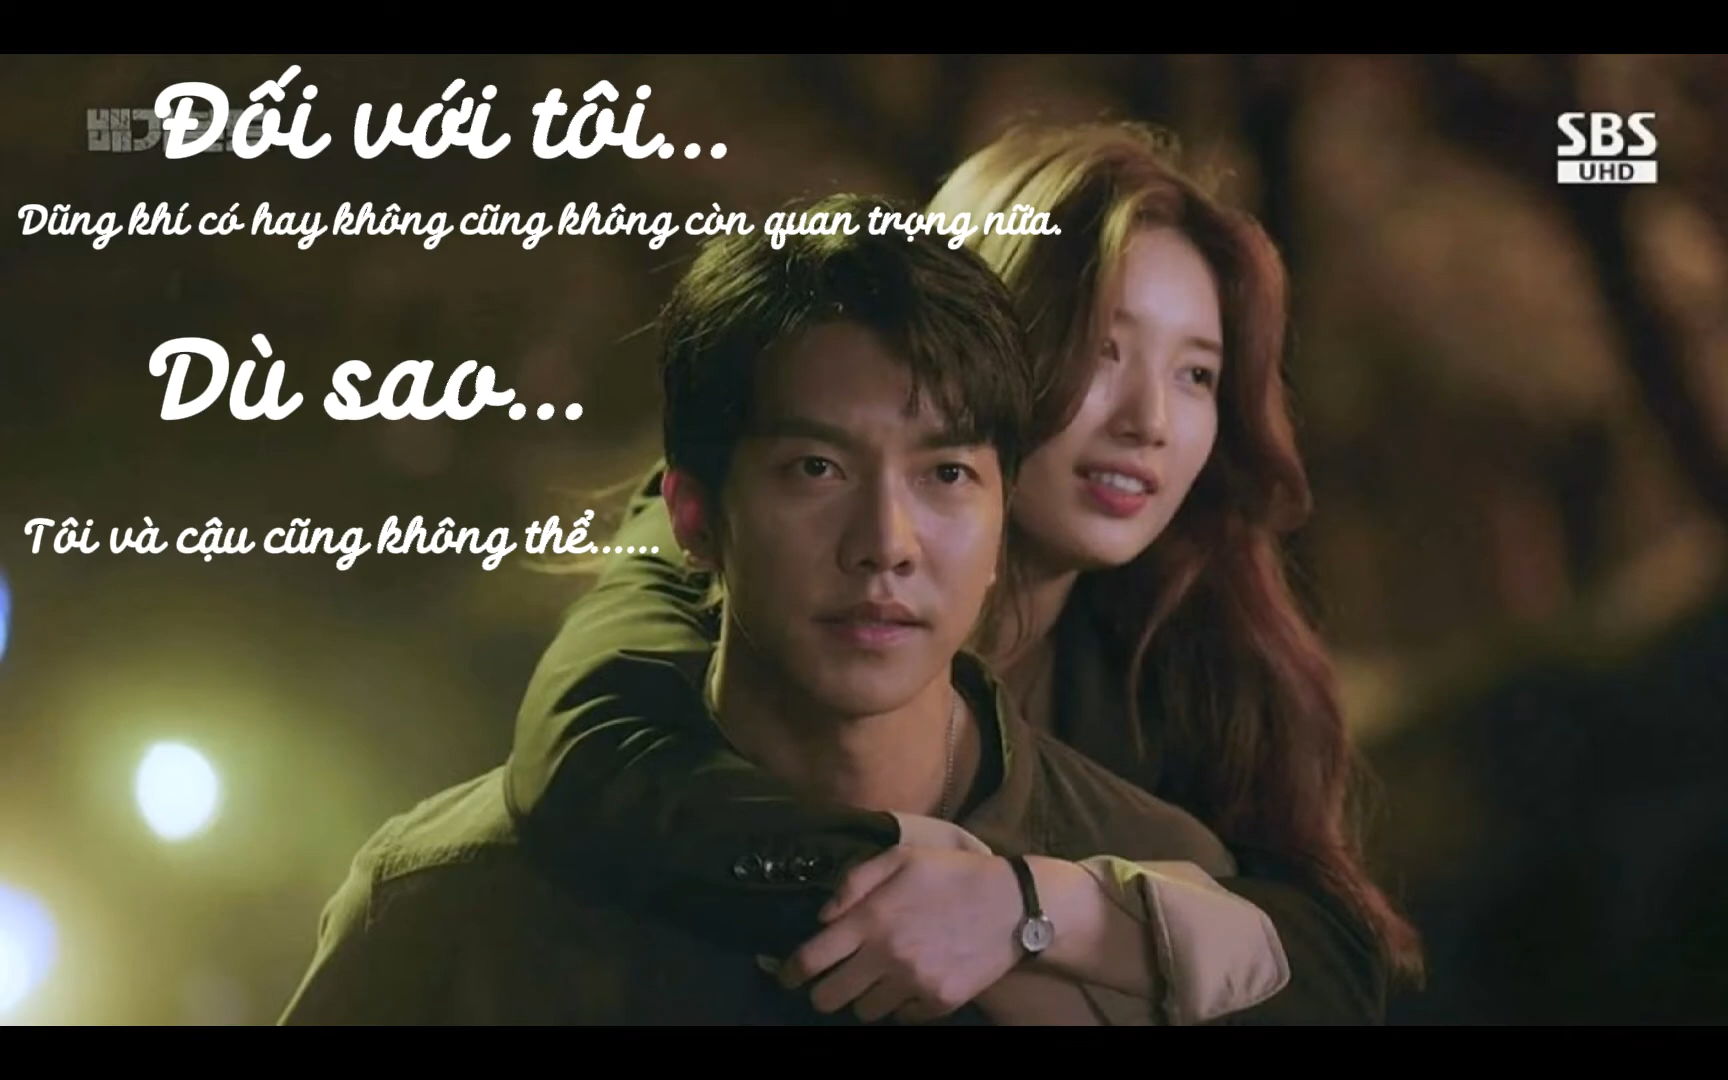 Đối với tôi...
SBS
UHD
Dũng khí có hay không cũng không còn quan trọng nữa.
Dù sao...
Tôi và cậu cũng không thể......